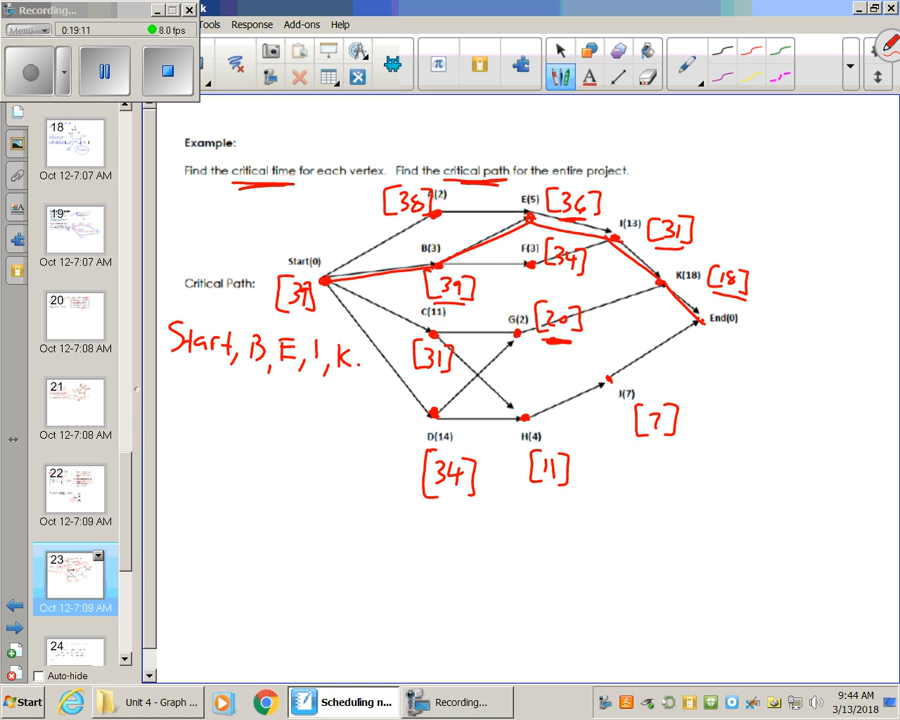 Recording...
Menu
0:19:11
8.0 fps
k
Tools Response Add-ons Help
18
Oct 12-7:07 AM
19
Oct 12-7:07 AM
20
Oct 12-7:09 AM
21
Oct 12-7:09 AM
22
Oct 12-7:09 AM
23
Oct 12-7:09 AM
24
Auto-hide
Example:
Find the critical time for each vertex. Find the critical path for the entire project.
[38]
A(2)
E(5)
[36]
I(13)
[31]
B(3)
F(3)
[34]
Start(0)
[39]
K(18)
[18]
Critical Path:
[39]
End(0)
C(11)
G(2)
[20]
Start, B, E, I, K.
[31]
J(7)
[7]
D(14)
H(4)
[34]
[11]
Start
Unit 4 - Graph ...
Scheduling n...
Recording...
9:44 AM
3/13/2018